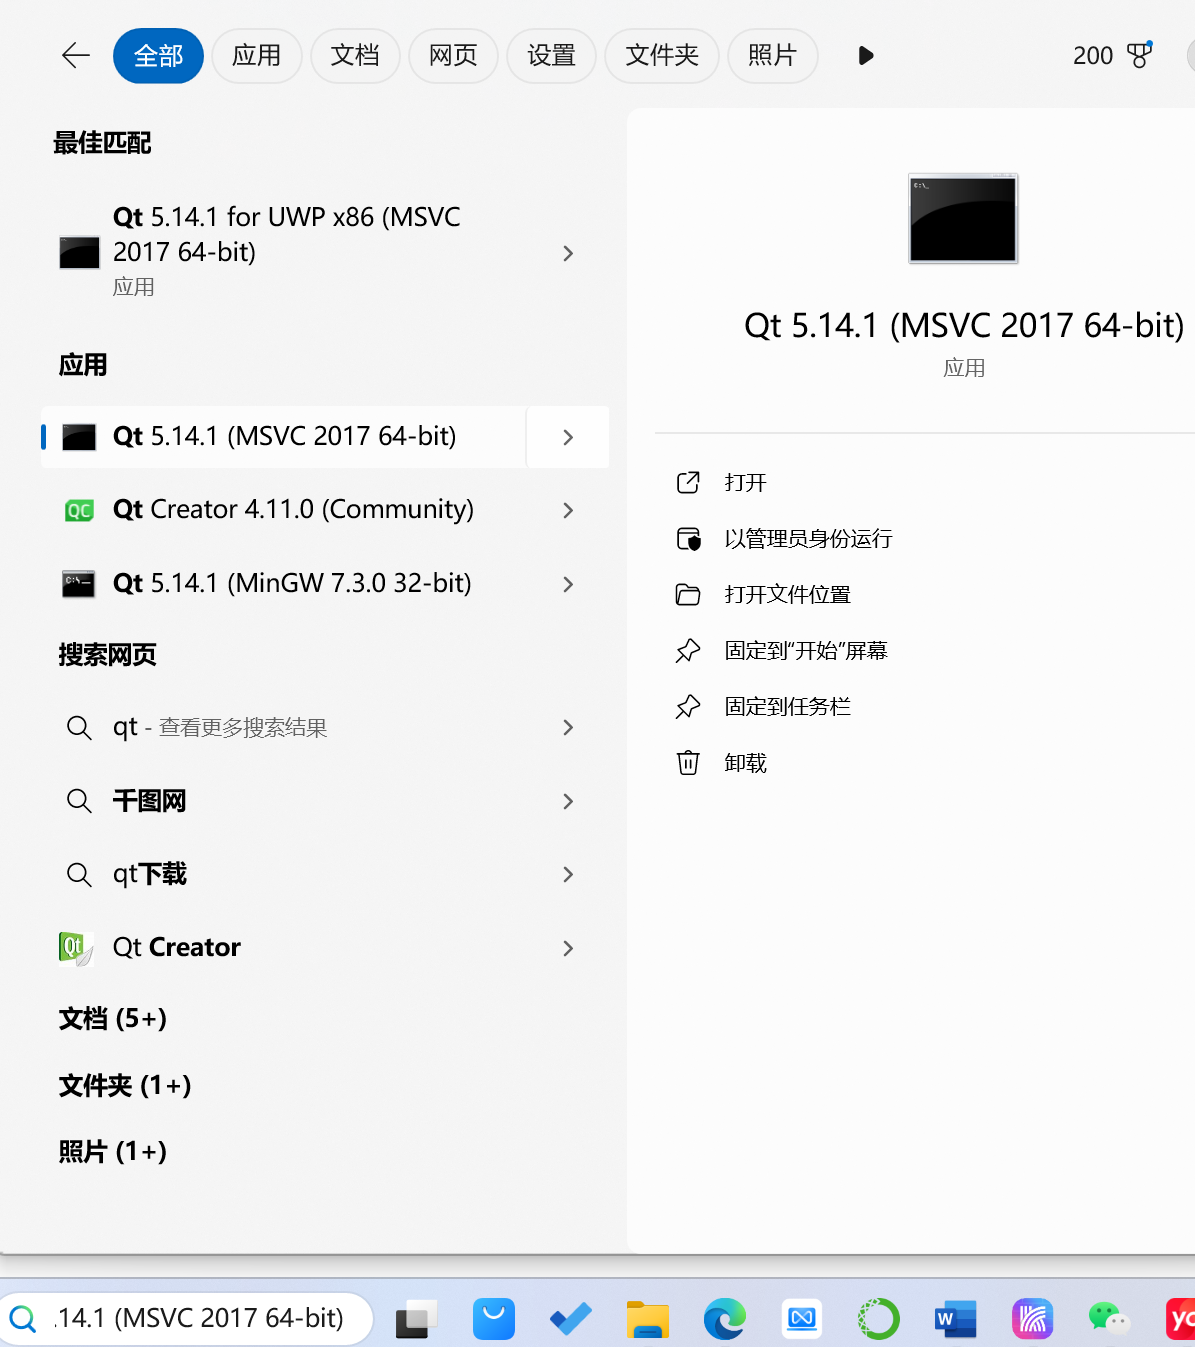 全部 应用 文档 网页 设置 文件夹 照片 200
最佳匹配
Qt 5.14.1 for UWP x86 (MSVC
2017 64-bit)
应用
应用
Qt 5.14.1 (MSVC 2017 64-bit)
Qt Creator 4.11.0 (Community)
Qt 5.14.1 (MinGW 7.3.0 32-bit)
搜索网页
qt - 查看更多搜索结果
千图网
qt下载
Qt Creator
文档 (5+)
文件夹 (1+)
照片 (1+)
Qt 5.14.1 (MSVC 2017 64-bit)
应用
打开
以管理员身份运行
打开文件位置
固定到“开始”屏幕
固定到任务栏
卸载
.14.1 (MSVC 2017 64-bit)